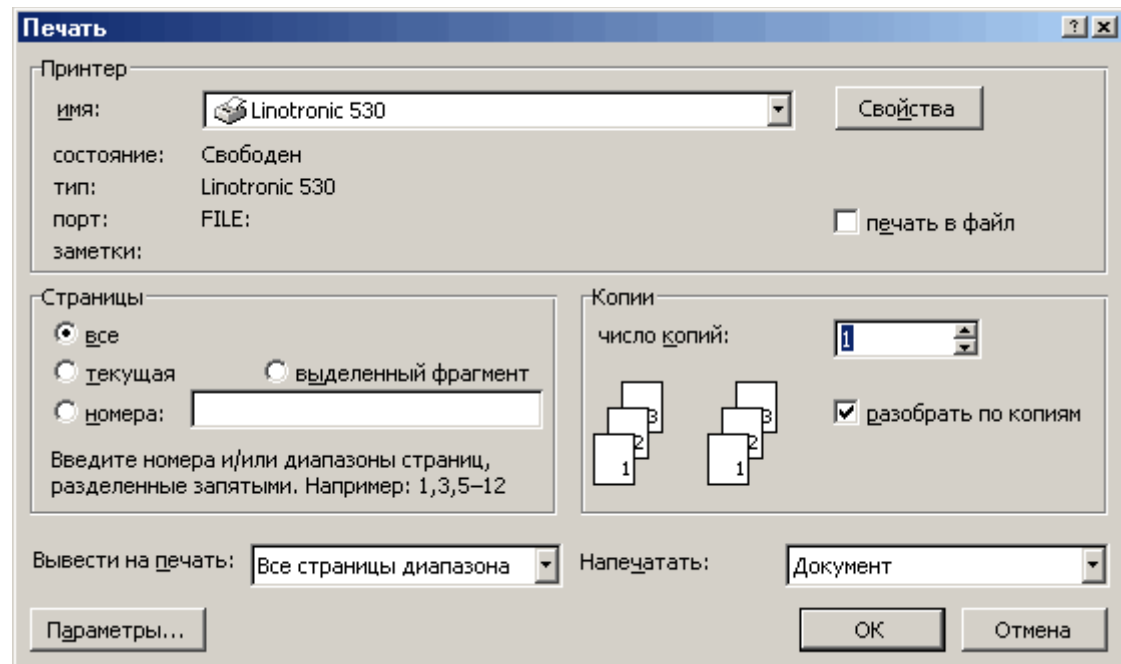 Печать
Принтер
имя: Linotronic 530 Свойства
состояние: Свободен
тип: Linotronic 530
порт: FILE: печать в файл
заметки:
Страницы
все
текущая выделенный фрагмент
номера:
Введите номера и/или диапазоны страниц,
разделенные запятыми. Например: 1,3,5–12
Копии
число копий: 1
3 3
2 2
1 1
разобрать по копиям
Вывести на печать: Все страницы диапазона Напечатать: Документ
Параметры... ОК Отмена